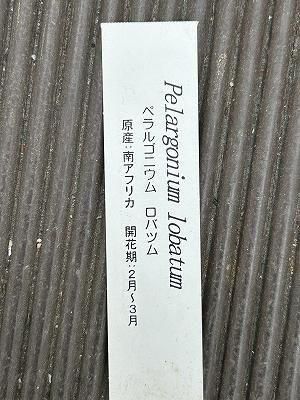 Pelargonium lobatum
ペラルゴニウム ロバツム
原産:南アフリカ 開花期:2月~3月